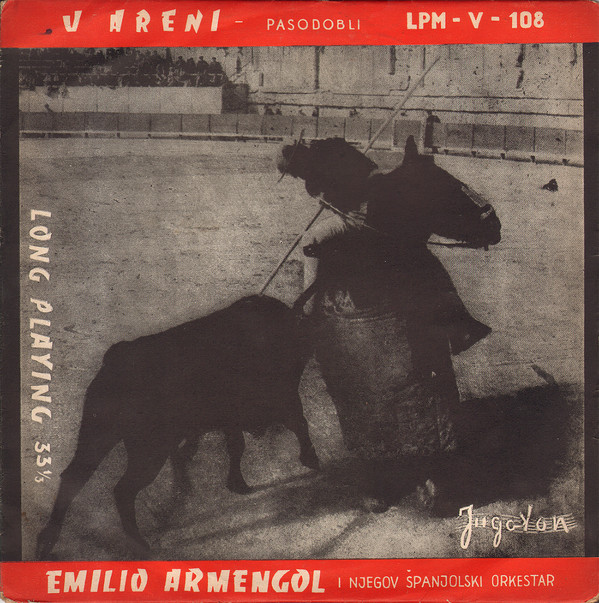 V ARENI - PASODOBLI LPM-V-108
LONG PLAYING 33⅓
Jugoton
EMILIO ARMENGOL I NJEGOV ŠPANJOLSKI ORKESTAR